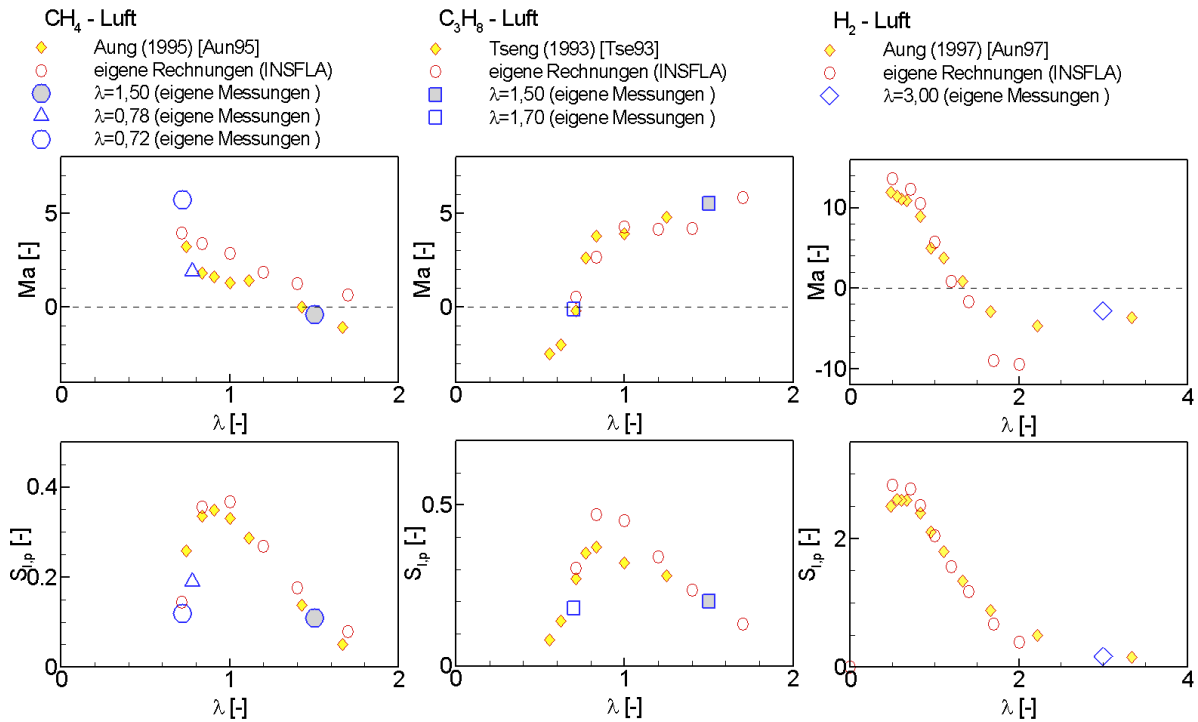 CH₄ - Luft
Aung (1995) [Aun95]
eigene Rechnungen (INSFLA)
λ=1,50 (eigene Messungen )
λ=0,78 (eigene Messungen )
λ=0,72 (eigene Messungen )
C₃H₈ - Luft
Tseng (1993) [Tse93]
eigene Rechnungen (INSFLA)
λ=1,50 (eigene Messungen )
λ=1,70 (eigene Messungen )
H₂ - Luft
Aung (1997) [Aun97]
eigene Rechnungen (INSFLA)
λ=3,00 (eigene Messungen )
Ma [-]
5
0
0 1 2
λ [-]
Ma [-]
5
0
0 1 2
λ [-]
Ma [-]
10
0
-10
0 2 4
λ [-]
S_{l,p} [-]
0.4
0.2
0
0 1 2
λ [-]
S_{l,p} [-]
0.5
0
0 1 2
λ [-]
S_{l,p} [-]
2
0
0 2 4
λ [-]